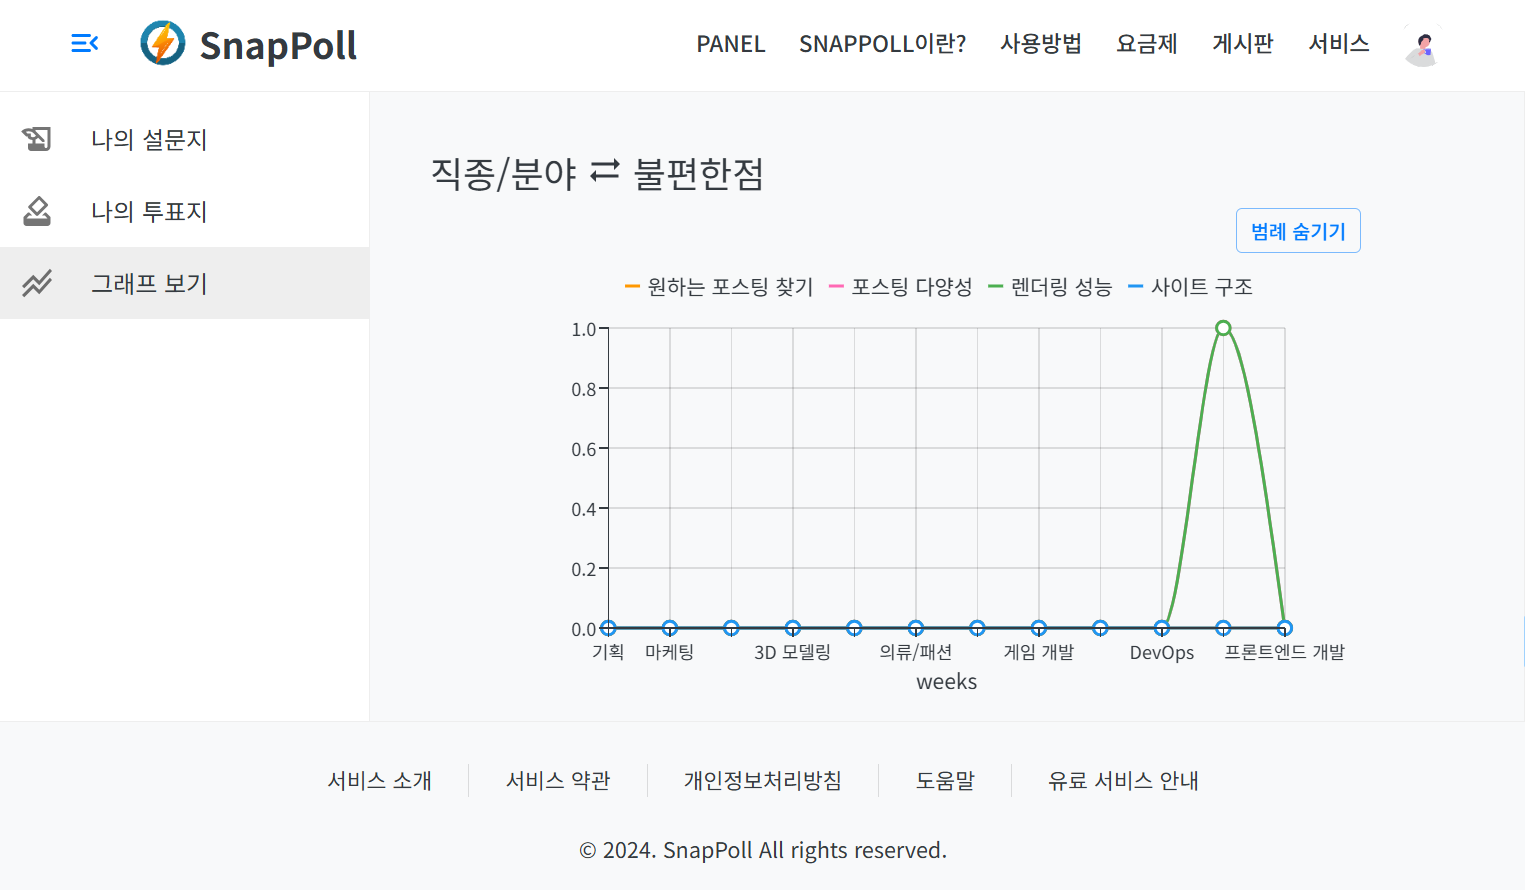 SnapPoll
PANEL SNAPPOLL이란? 사용방법 요금제 게시판 서비스
나의 설문지
나의 투표지
그래프 보기
직종/분야 ⇄ 불편한점
범례 숨기기
원하는 포스팅 찾기 포스팅 다양성 렌더링 성능 사이트 구조
1.0
0.8
0.6
0.4
0.2
0.0
기획 마케팅 3D 모델링 의류/패션 게임 개발 DevOps 프론트엔드 개발
weeks
서비스 소개 서비스 약관 개인정보처리방침 도움말 유료 서비스 안내
© 2024. SnapPoll All rights reserved.